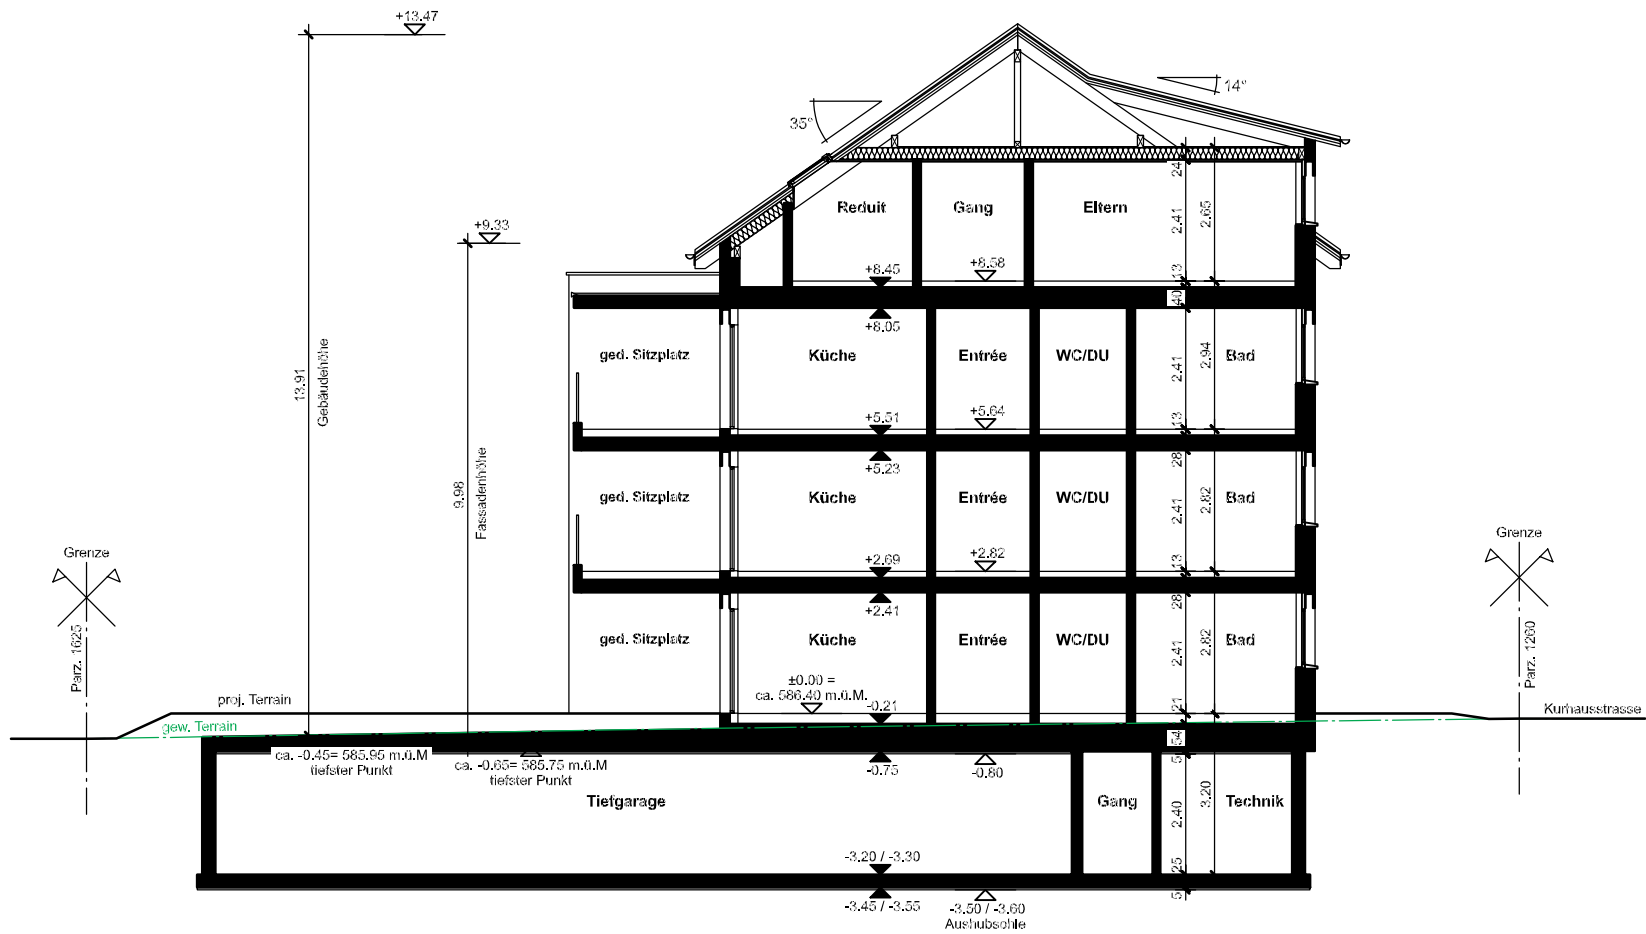 +13.47
14°
35°
24
Reduit
Gang
Eltern
2.41
2.65
+9.33
+8.45
+8.58
13
40
+8.05
13.91
Gebäudehöhe
ged. Sitzplatz
Küche
Entrée
WC/DU
2.41
2.94
Bad
+5.51
+5.64
13
28
+5.23
9.98
Fassadenhöhe
ged. Sitzplatz
Küche
Entrée
WC/DU
2.41
2.82
Bad
Grenze
Grenze
+2.69
+2.82
13
28
+2.41
Parz. 1625
ged. Sitzplatz
Küche
Entrée
WC/DU
2.41
2.82
Bad
Parz. 1260
±0.00 =
ca. 586.40 m.ü.M.
proj. Terrain
-0.21
21
Kurhausstrasse
gew. Terrain
54
ca. -0.45= 585.95 m.ü.M
tiefster Punkt
ca. -0.65= 585.75 m.ü.M
tiefster Punkt
-0.75
-0.80
5
Tiefgarage
Gang
2.40
3.20
Technik
-3.20 / -3.30
25
5
-3.45 / -3.55
-3.50 / -3.60
Aushubsohle